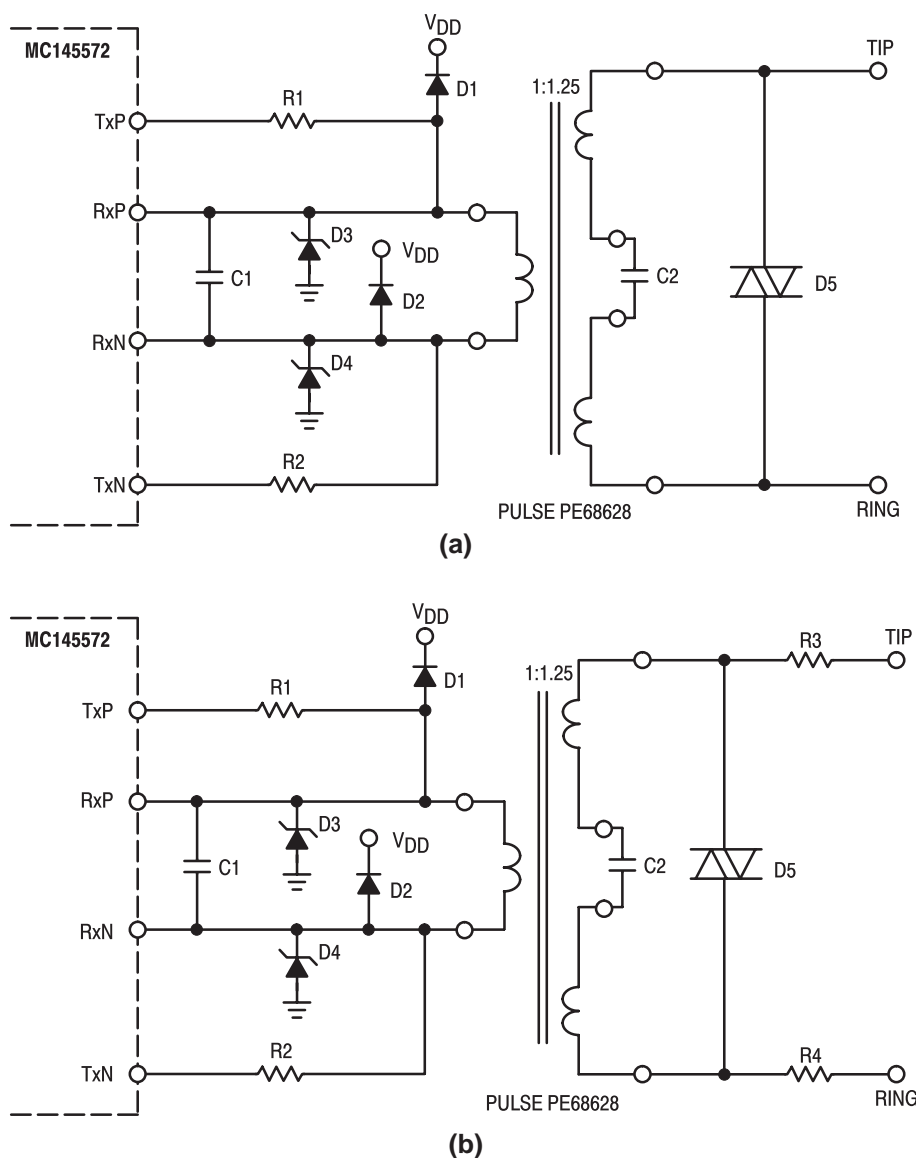 MC145572
VDD
D1
1:1.25
TIP
TxP
R1
RxP
D3
VDD
C1
D2
C2
D5
RxN
D4
TxN
R2
PULSE PE68628
RING
(a)
MC145572
VDD
D1
1:1.25
R3
TIP
TxP
R1
RxP
D3
VDD
C1
D2
C2
D5
RxN
D4
TxN
R2
R4
PULSE PE68628
RING
(b)